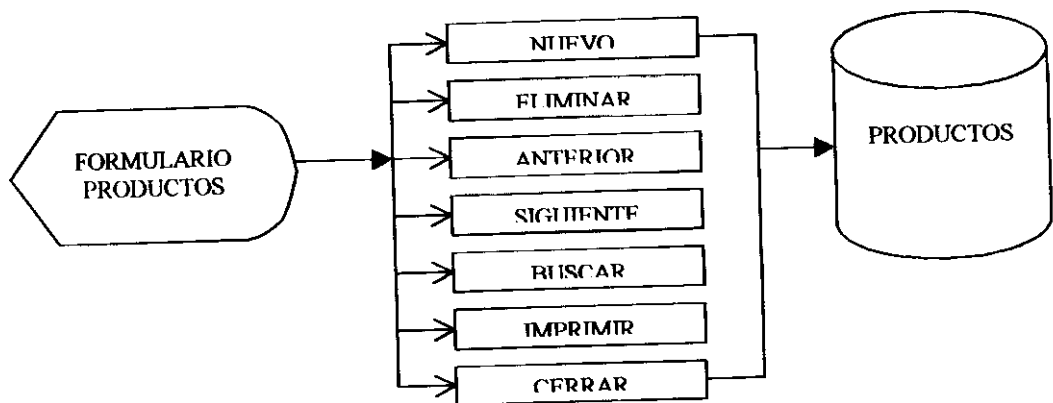 FORMULARIO
PRODUCTOS
NUEVO
ELIMINAR
ANTERIOR
SIGUIENTE
BUSCAR
IMPRIMIR
CERRAR
PRODUCTOS